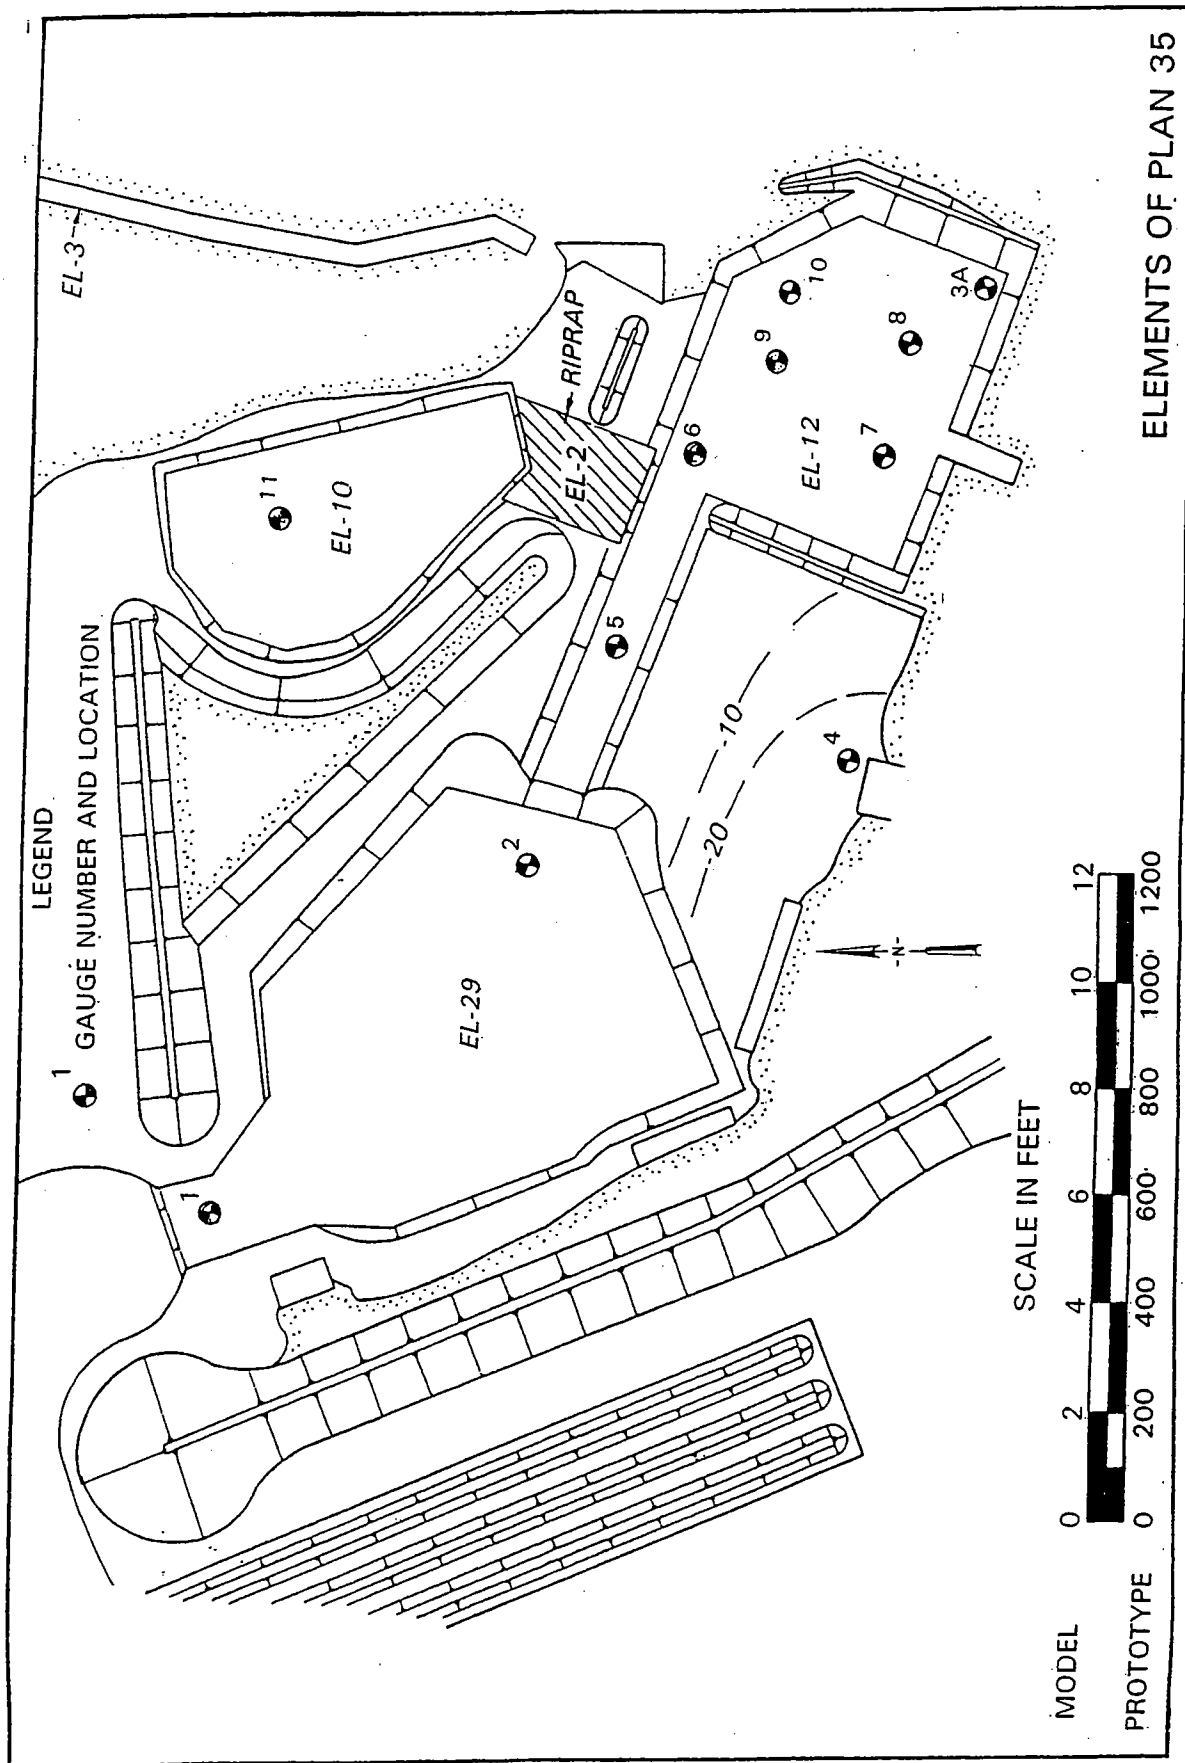 LEGEND
1 GAUGE NUMBER AND LOCATION
EL-3
11
EL-10
RIPRAP
EL-2
1
2
5
6
9
10
EL-29
EL-12
-10
-20
4
7
8
3A
-N-
SCALE IN FEET
MODEL 0 2 4 6 8 10 12
PROTOTYPE 0 200 400 600 800 1000 1200
ELEMENTS OF PLAN 35